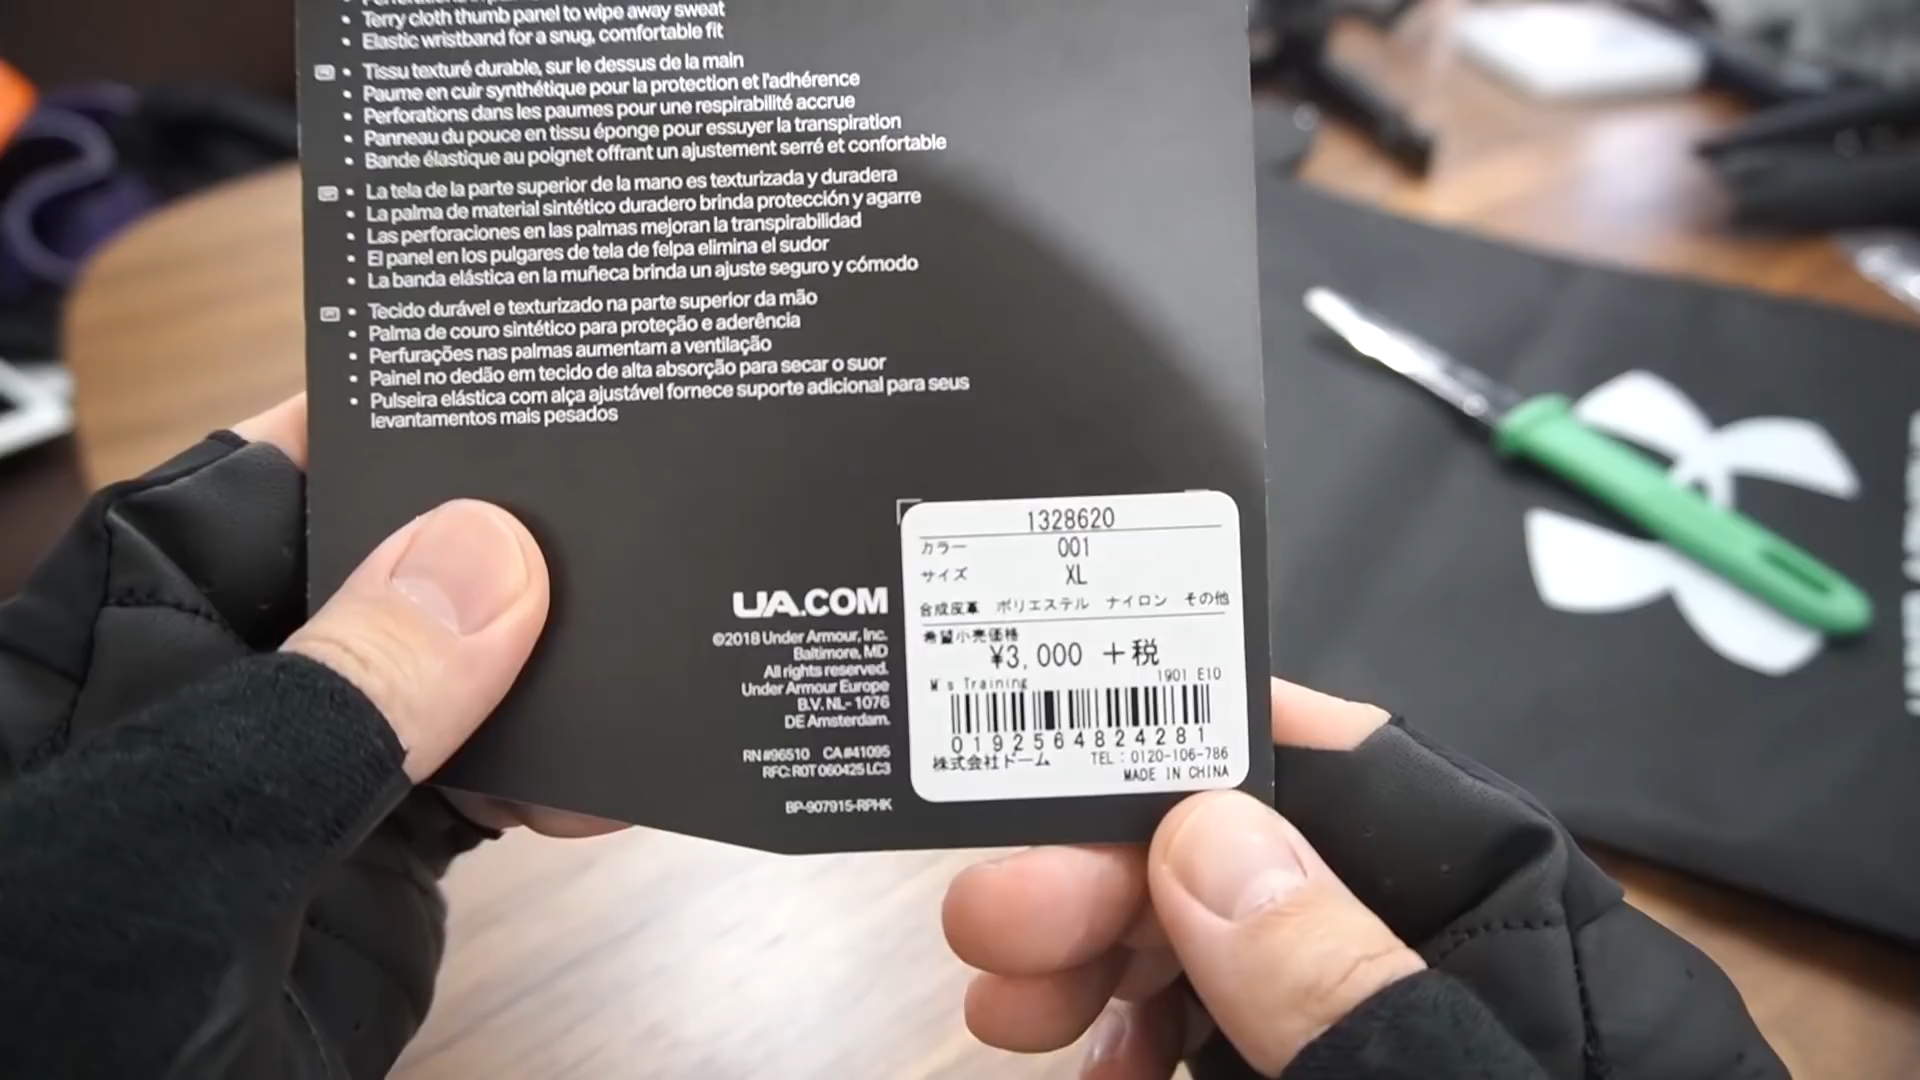 Terry cloth thumb panel to wipe away sweat
Elastic wristband for a snug, comfortable fit
Tissu texturé durable, sur le dessus de la main
Paume en cuir synthétique pour la protection et l'adhérence
Perforations dans les paumes pour une respirabilité accrue
Panneau du pouce en tissu éponge pour essuyer la transpiration
Bande élastique au poignet offrant un ajustement serré et confortable
La tela de la parte superior de la mano es texturizada y duradera
La palma de material sintético duradero brinda protección y agarre
Las perforaciones en las palmas mejoran la transpirabilidad
El panel en los pulgares de tela de felpa elimina el sudor
La banda elástica en la muñeca brinda un ajuste seguro y cómodo
Tecido durável e texturizado na parte superior da mão
Palma de couro sintético para proteção e aderência
Perfurações nas palmas aumentam a ventilação
Painel no dedão em tecido de alta absorção para secar o suor
Pulseira elástica com alça ajustável fornece suporte adicional para seus
levantamentos mais pesados
UA.COM
©2018 Under Armour, Inc.
Baltimore, MD
All rights reserved.
Under Armour Europe
B.V. NL- 1076
DE Amsterdam.
RN#96510 CA#41095
RFC: R0T 060425 LC3
BP-907915-RPHK
1328620
カラー 001
サイズ XL
合成皮革 ポリエステル ナイロン その他
希望小売価格
¥3,000 +税
M's Training 1901 E10
0192564824281
株式会社ドーム TEL：0120-106-786
MADE IN CHINA